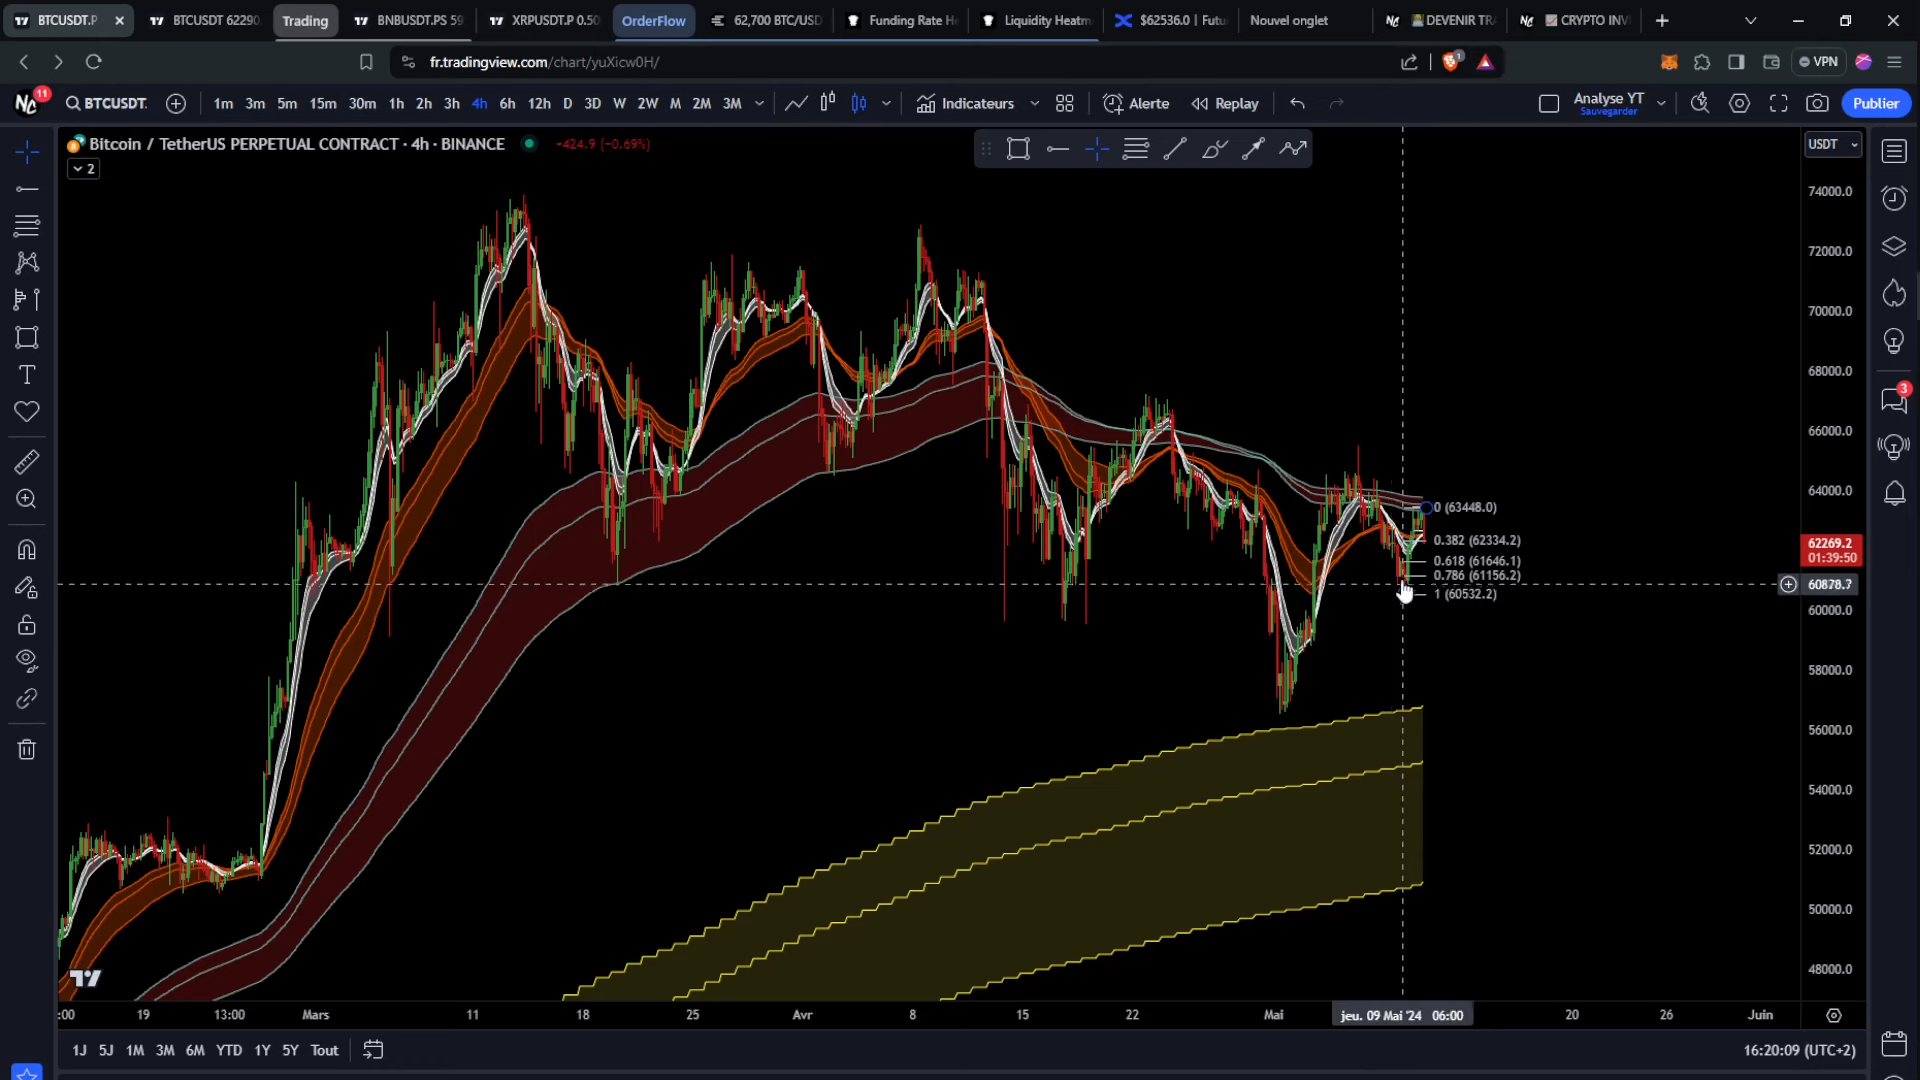 BTCUSDT.P
BTCUSDT 62290.
Trading
BNBUSDT.PS 59
XRPUSDT.P 0.50
OrderFlow
62,700 BTC/USD
Funding Rate He
Liquidity Heatm
$62536.0 | Futu
Nouvel onglet
DEVENIR TRA
CRYPTO INV
fr.tradingview.com/chart/yuXicw0H/
1
VPN
11
BTCUSDT.
1m 3m 5m 15m 30m 1h 2h 3h 4h 6h 12h D 3D W 2W M 2M 3M
Indicateurs
Alerte
Replay
Analyse YT
Sauvegarder
Publier
Bitcoin / TetherUS PERPETUAL CONTRACT · 4h · BINANCE
-424.9 (-0.69%)
2
USDT
74000.0
72000.0
70000.0
68000.0
66000.0
64000.0
62269.2
01:39:50
60878.7
60000.0
58000.0
56000.0
54000.0
52000.0
50000.0
48000.0
0 (63448.0)
0.382 (62334.2)
0.618 (61646.1)
0.786 (61156.2)
1 (60532.2)
3
:00 19 13:00 Mars 11 18 25 Avr 8 15 22 Mai jeu. 09 Mai '24 06:00 20 26 Juin
1J 5J 1M 3M 6M YTD 1Y 5Y Tout
16:20:09 (UTC+2)